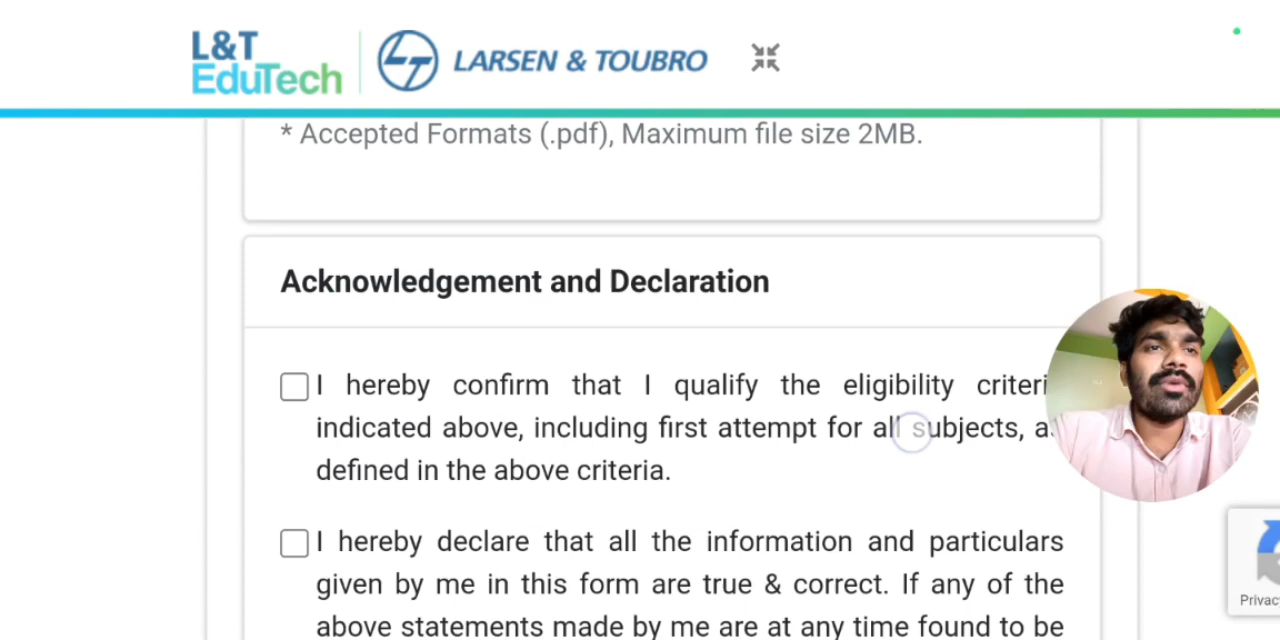 L&T
EduTech
LARSEN & TOUBRO
* Accepted Formats (.pdf), Maximum file size 2MB.
Acknowledgement and Declaration
I hereby confirm that I qualify the eligibility criteri
indicated above, including first attempt for all subjects, a
defined in the above criteria.
I hereby declare that all the information and particulars
given by me in this form are true & correct. If any of the
above statements made by me are at any time found to be
Privac